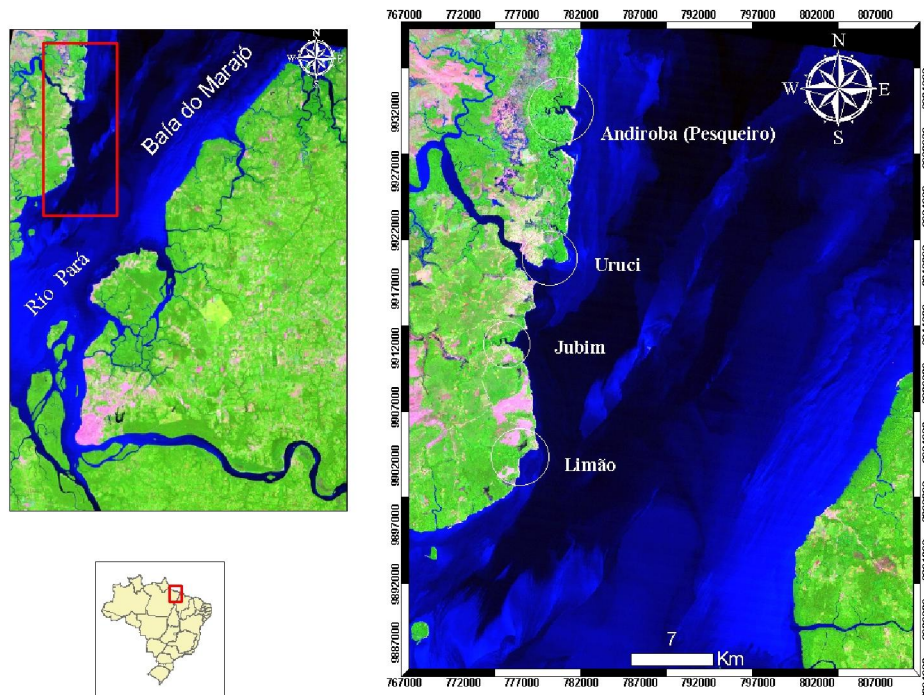 Baía do Marajó
N
W E
S
Rio Pará
767000 772000 777000 782000 787000 792000 797000 802000 807000
N
W E
S
Andiroba (Pesqueiro)
Uruci
Jubim
Limão
9932000
9927000
9922000
9917000
9912000
9907000
9902000
9897000
9892000
9887000
7
Km
767000 772000 777000 782000 787000 792000 797000 802000 807000